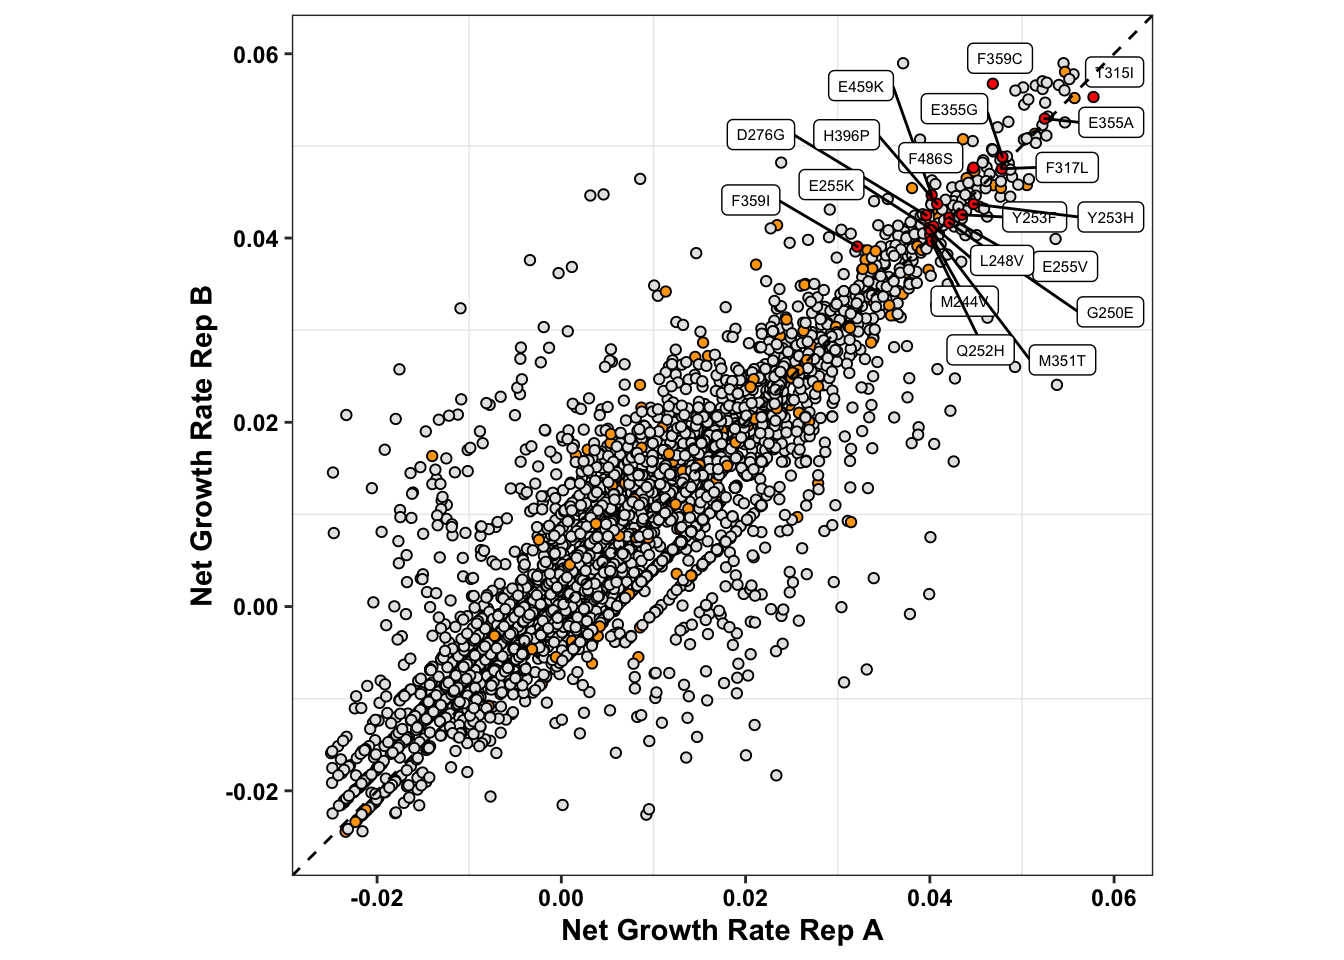 0.06
0.04
0.02
0.00
-0.02
Net Growth Rate Rep B
F359C
T315I
E459K
E355G
E355A
D276G
H396P
F486S
F317L
E255K
F359I
Y253F
Y253H
L248V
E255V
M244V
G250E
Q252H
M351T
-0.02
0.00
0.02
0.04
0.06
Net Growth Rate Rep A